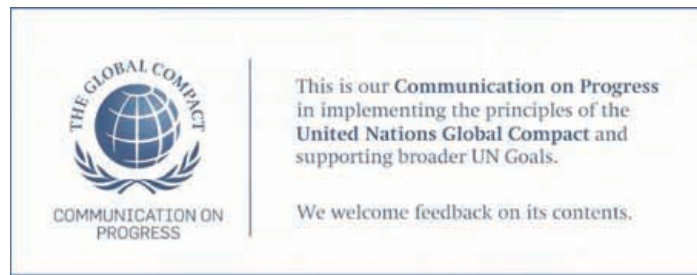 THE GLOBAL COMPACT
COMMUNICATION ON
PROGRESS
This is our Communication on Progress
in implementing the principles of the
United Nations Global Compact and
supporting broader UN Goals.
We welcome feedback on its contents.